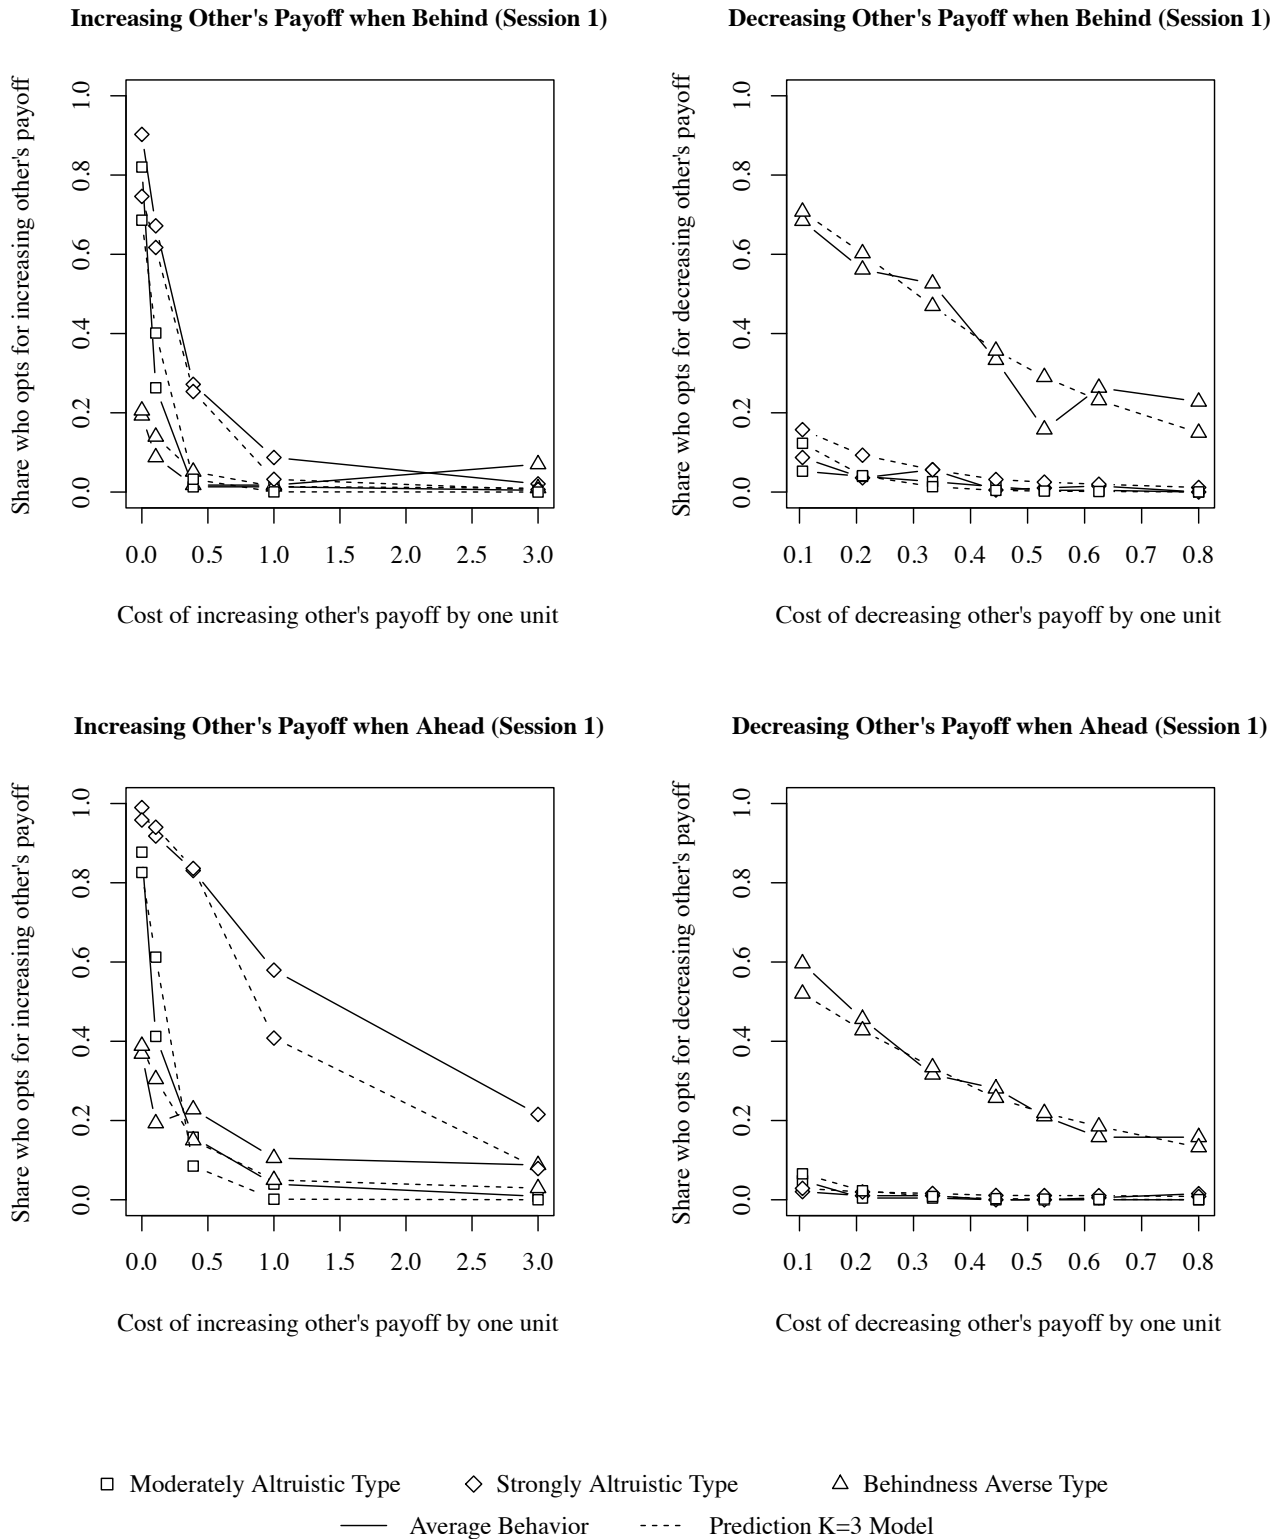 Increasing Other's Payoff when Behind (Session 1)
Share who opts for increasing other's payoff
1.0
0.8
0.6
0.4
0.2
0.0
0.0 0.5 1.0 1.5 2.0 2.5 3.0
Cost of increasing other's payoff by one unit
Decreasing Other's Payoff when Behind (Session 1)
Share who opts for decreasing other's payoff
1.0
0.8
0.6
0.4
0.2
0.0
0.1 0.2 0.3 0.4 0.5 0.6 0.7 0.8
Cost of decreasing other's payoff by one unit
Increasing Other's Payoff when Ahead (Session 1)
Share who opts for increasing other's payoff
1.0
0.8
0.6
0.4
0.2
0.0
0.0 0.5 1.0 1.5 2.0 2.5 3.0
Cost of increasing other's payoff by one unit
Decreasing Other's Payoff when Ahead (Session 1)
Share who opts for decreasing other's payoff
1.0
0.8
0.6
0.4
0.2
0.0
0.1 0.2 0.3 0.4 0.5 0.6 0.7 0.8
Cost of decreasing other's payoff by one unit
Moderately Altruistic Type Strongly Altruistic Type Behindness Averse Type
Average Behavior Prediction K=3 Model